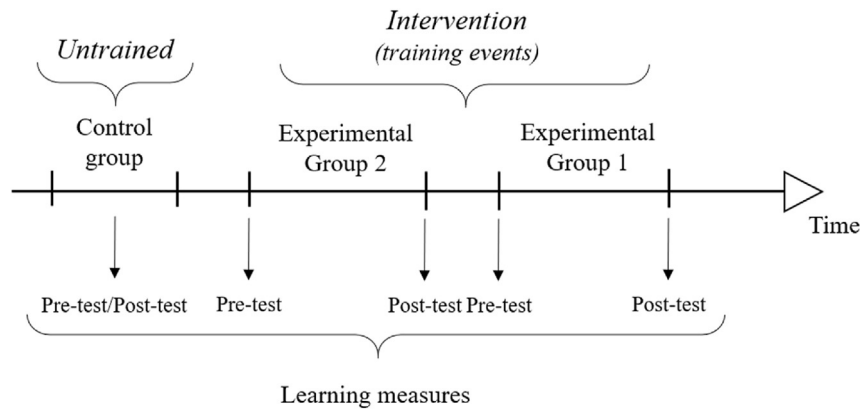 Intervention
(training events)
Untrained
Control
group
Experimental
Group 2
Experimental
Group 1
Time
Pre-test/Post-test
Pre-test
Post-test
Pre-test
Post-test
Learning measures